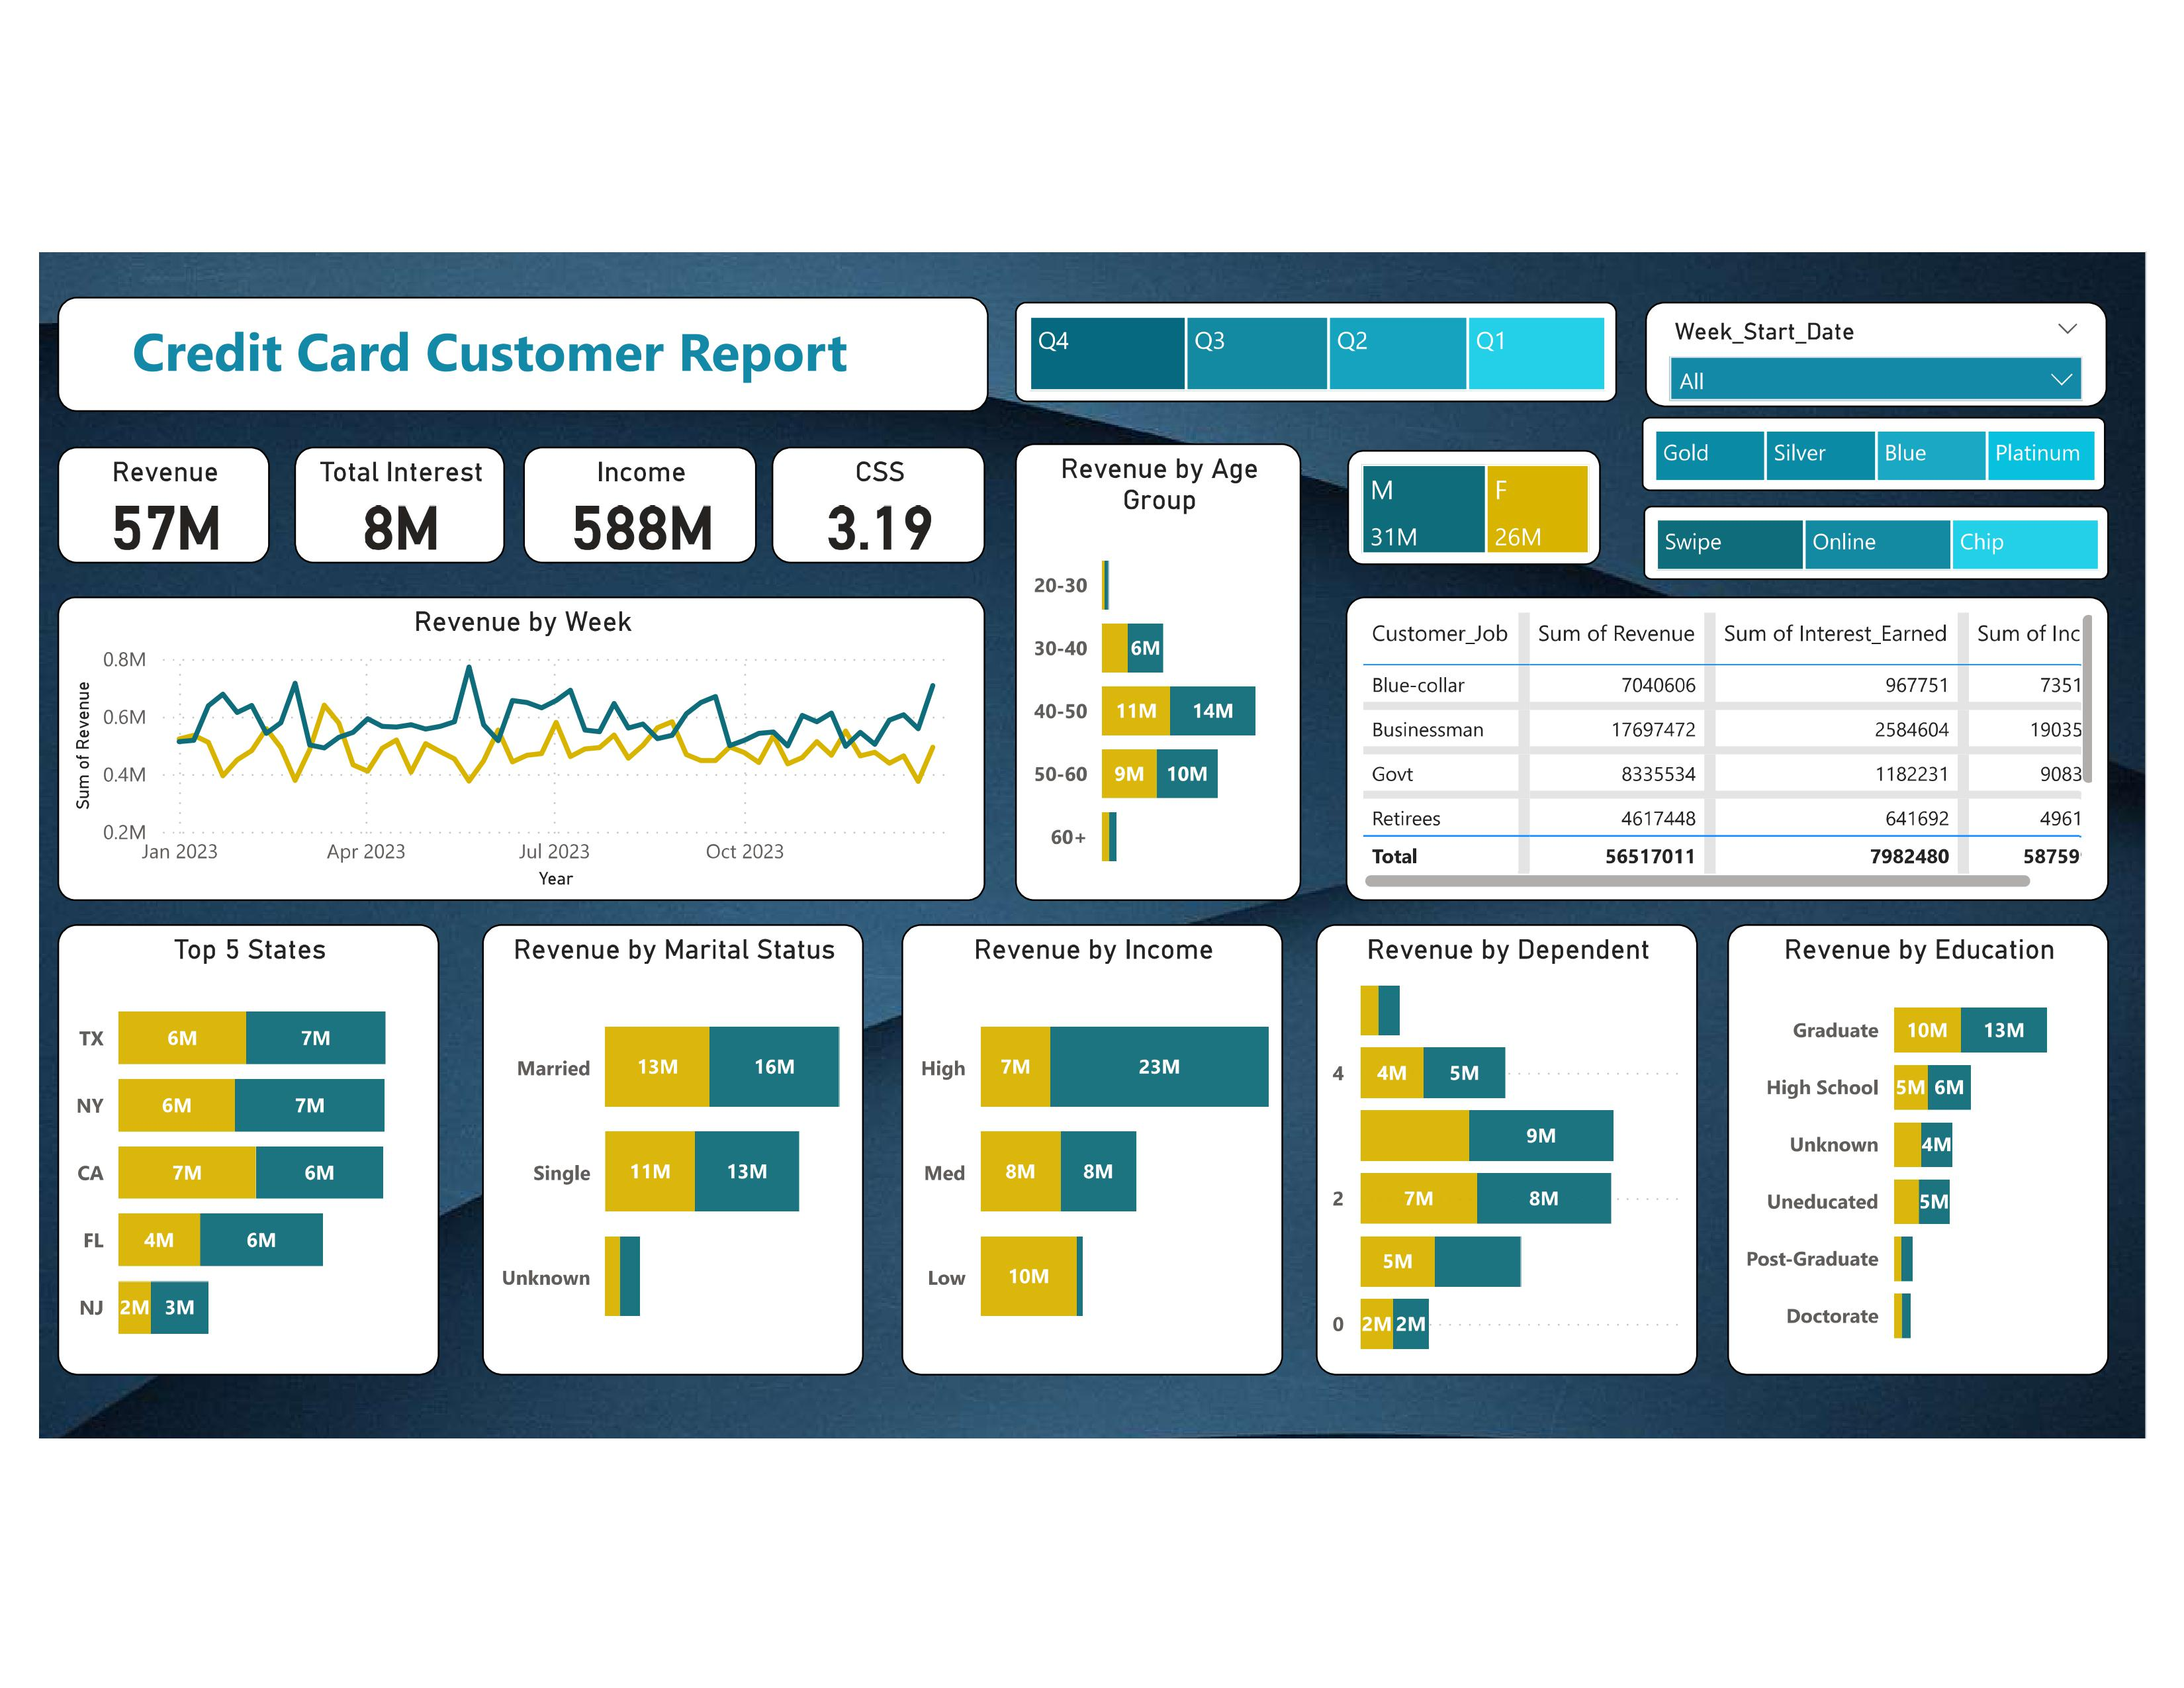 Credit Card Customer Report
Q4 Q3 Q2 Q1
Week_Start_Date
All
Gold Silver Blue Platinum
Swipe Online Chip
Revenue
57M
Total Interest
8M
Income
588M
CSS
3.19
Revenue by Age
Group
20-30
30-40 6M
40-50 11M 14M
50-60 9M 10M
60+
M F
31M 26M
Revenue by Week
Sum of Revenue
0.8M
0.6M
0.4M
0.2M
Jan 2023 Apr 2023 Jul 2023 Oct 2023
Year
Customer_Job Sum of Revenue Sum of Interest_Earned Sum of Inc
Blue-collar 7040606 967751 7351
Businessman 17697472 2584604 19035
Govt 8335534 1182231 9083
Retirees 4617448 641692 4961
Total 56517011 7982480 58759
Top 5 States
TX 6M 7M
NY 6M 7M
CA 7M 6M
FL 4M 6M
NJ 2M 3M
Revenue by Marital Status
Married 13M 16M
Single 11M 13M
Unknown
Revenue by Income
High 7M 23M
Med 8M 8M
Low 10M
Revenue by Dependent
4 4M 5M
9M
2 7M 8M
5M
0 2M 2M
Revenue by Education
Graduate 10M 13M
High School 5M 6M
Unknown 4M
Uneducated 5M
Post-Graduate
Doctorate